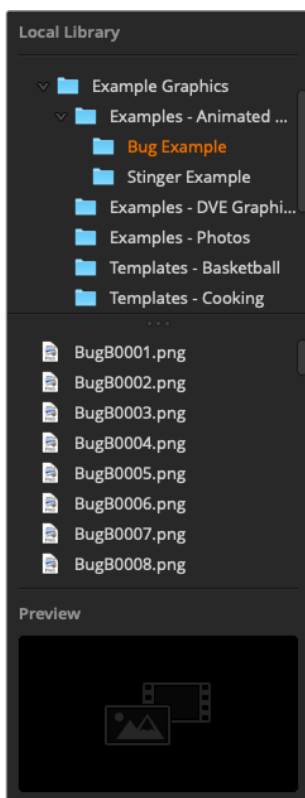 Local Library
Example Graphics
Examples - Animated ...
Bug Example
Stinger Example
Examples - DVE Graphi...
Examples - Photos
Templates - Basketball
Templates - Cooking
BugB0001.png
BugB0002.png
BugB0003.png
BugB0004.png
BugB0005.png
BugB0006.png
BugB0007.png
BugB0008.png
Preview